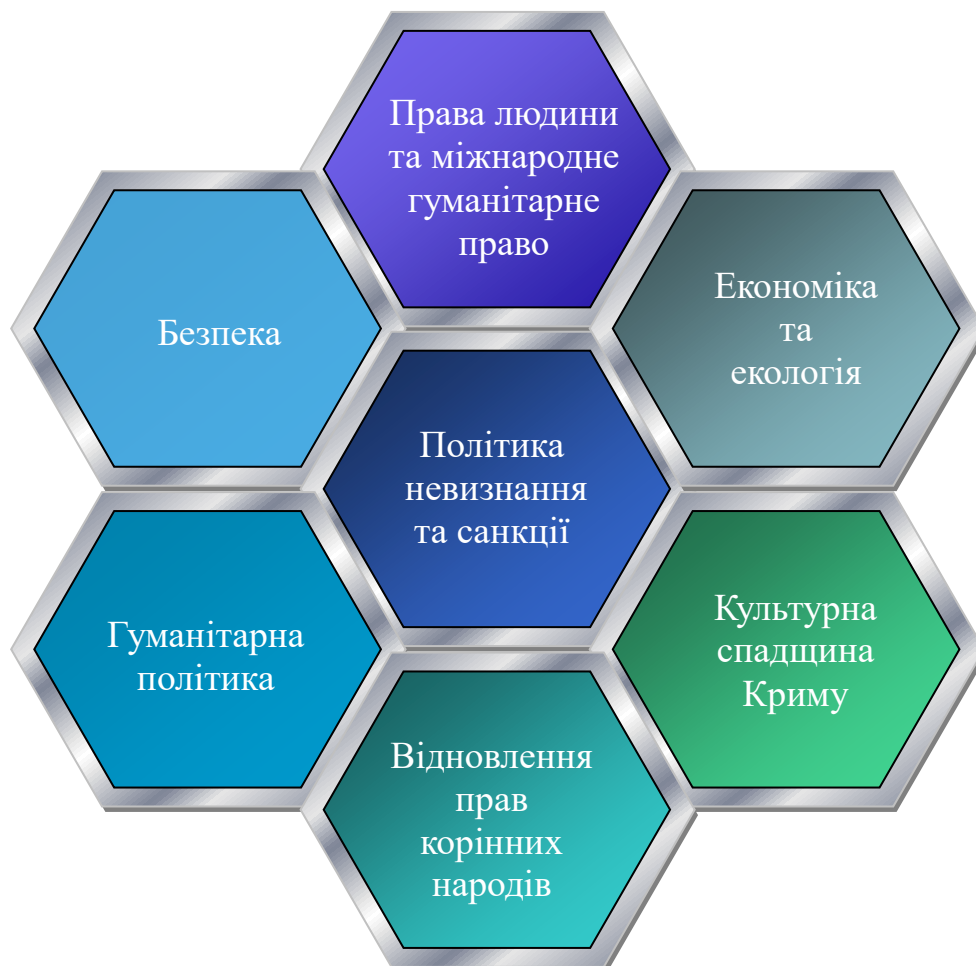 Права людини
та міжнародне
гуманітарне
право
Безпека
Економіка
та
екологія
Політика
невизнання
та санкції
Гуманітарна
політика
Культурна
спадщина
Криму
Відновлення
прав
корінних
народів